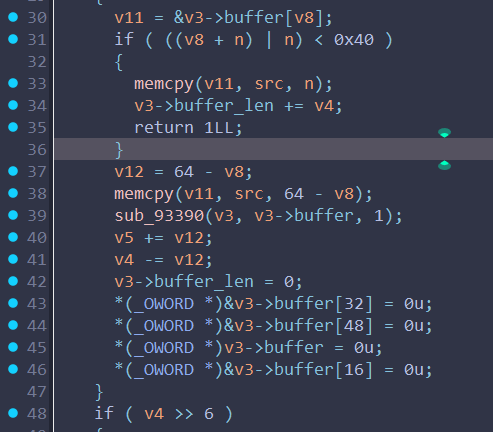 {
30 v11 = &v3->buffer[v8];
31 if ( ((v8 + n) | n) < 0x40 )
32 {
33 memcpy(v11, src, n);
34 v3->buffer_len += v4;
35 return 1LL;
36 }
37 v12 = 64 - v8;
38 memcpy(v11, src, 64 - v8);
39 sub_93390(v3, v3->buffer, 1);
40 v5 += v12;
41 v4 -= v12;
42 v3->buffer_len = 0;
43 *(_OWORD *)&v3->buffer[32] = 0u;
44 *(_OWORD *)&v3->buffer[48] = 0u;
45 *(_OWORD *)v3->buffer = 0u;
46 *(_OWORD *)&v3->buffer[16] = 0u;
47 }
48 if ( v4 >> 6 )
{